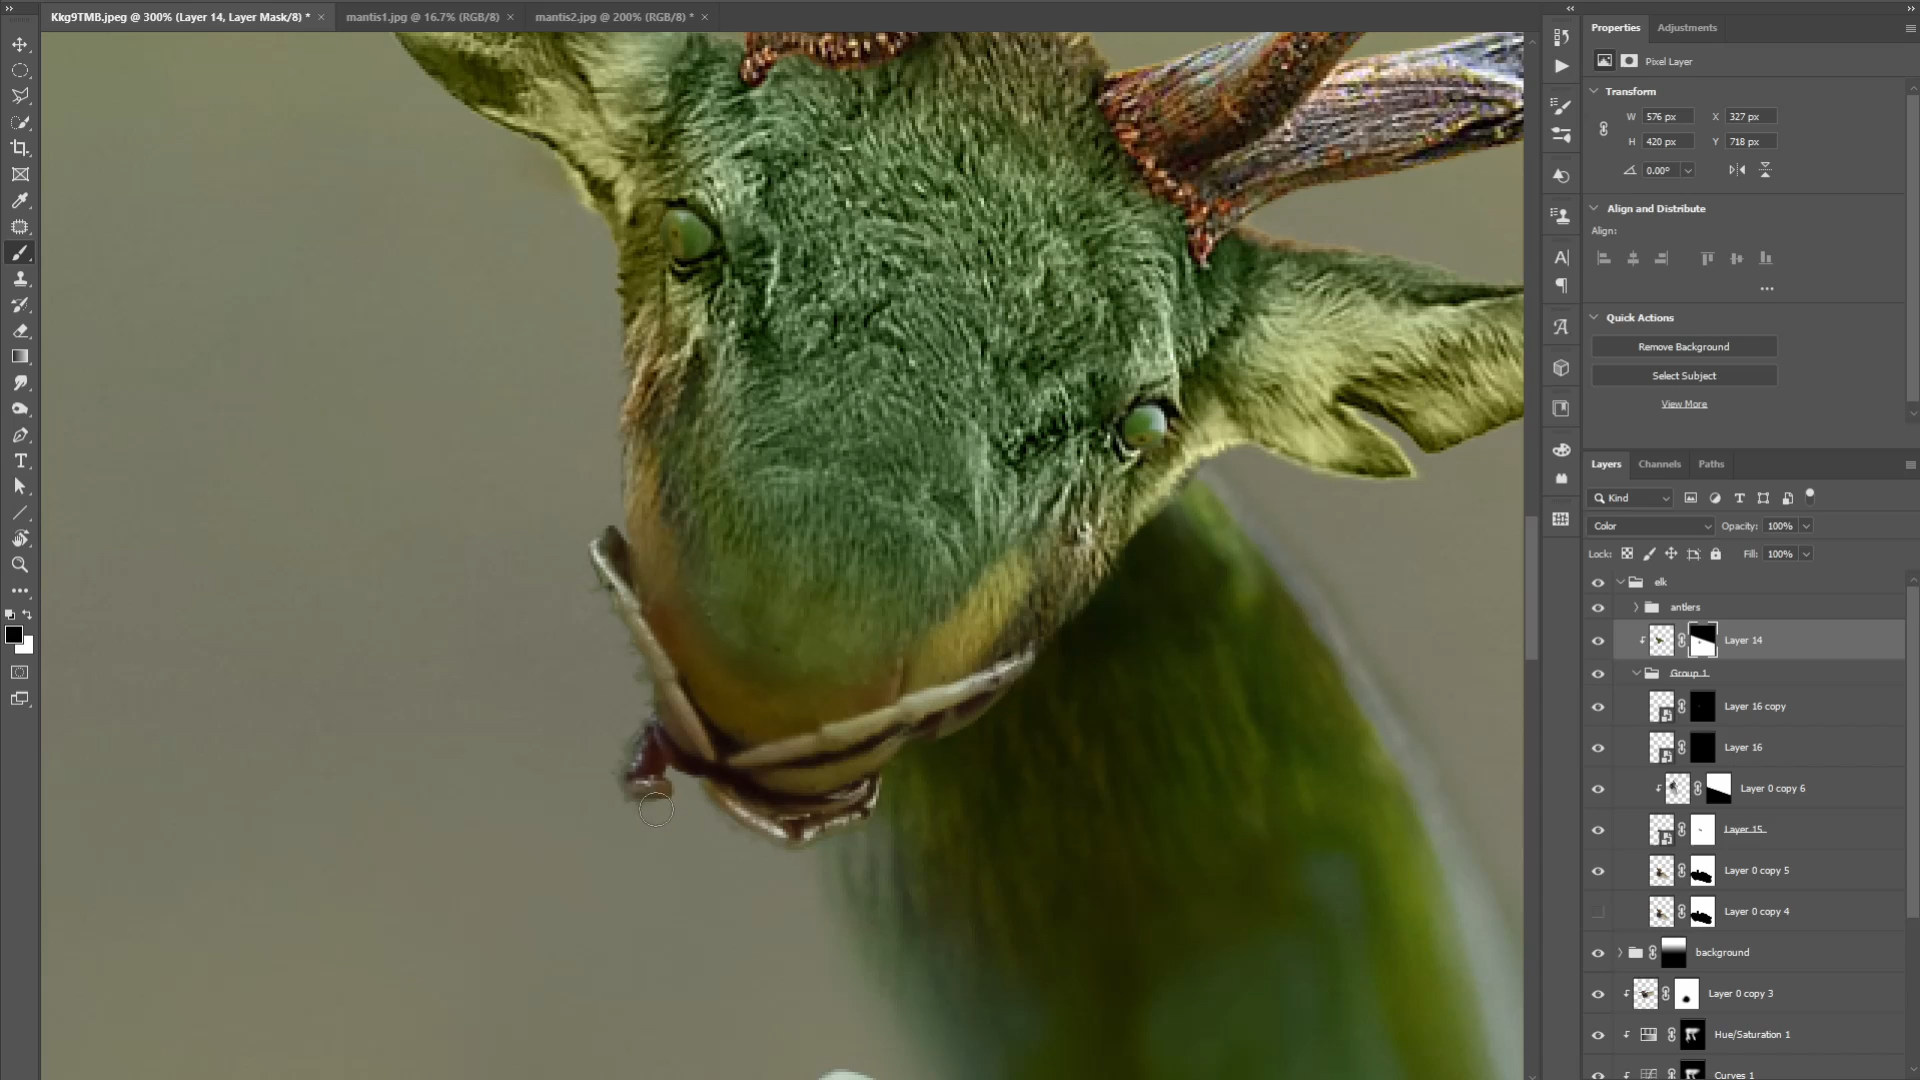 Kkg9TMB.jpeg @ 300% (Layer 14, Layer Mask/8) * × mantis1.jpg @ 16.7% (RGB/8) × mantis2.jpg @ 200% (RGB/8) * ×
Properties Adjustments
Pixel Layer
Transform
W 576 px X 327 px
H 420 px Y 718 px
0.00°
Align and Distribute
Align:
Quick Actions
Remove Background
Select Subject
View More
Layers Channels Paths
Kind
Color Opacity: 100%
Lock: Fill: 100%
elk
antlers
Layer 14
Group 1
Layer 16 copy
Layer 16
Layer 0 copy 6
Layer 15
Layer 0 copy 5
Layer 0 copy 4
background
Layer 0 copy 3
Hue/Saturation 1
Curves 1